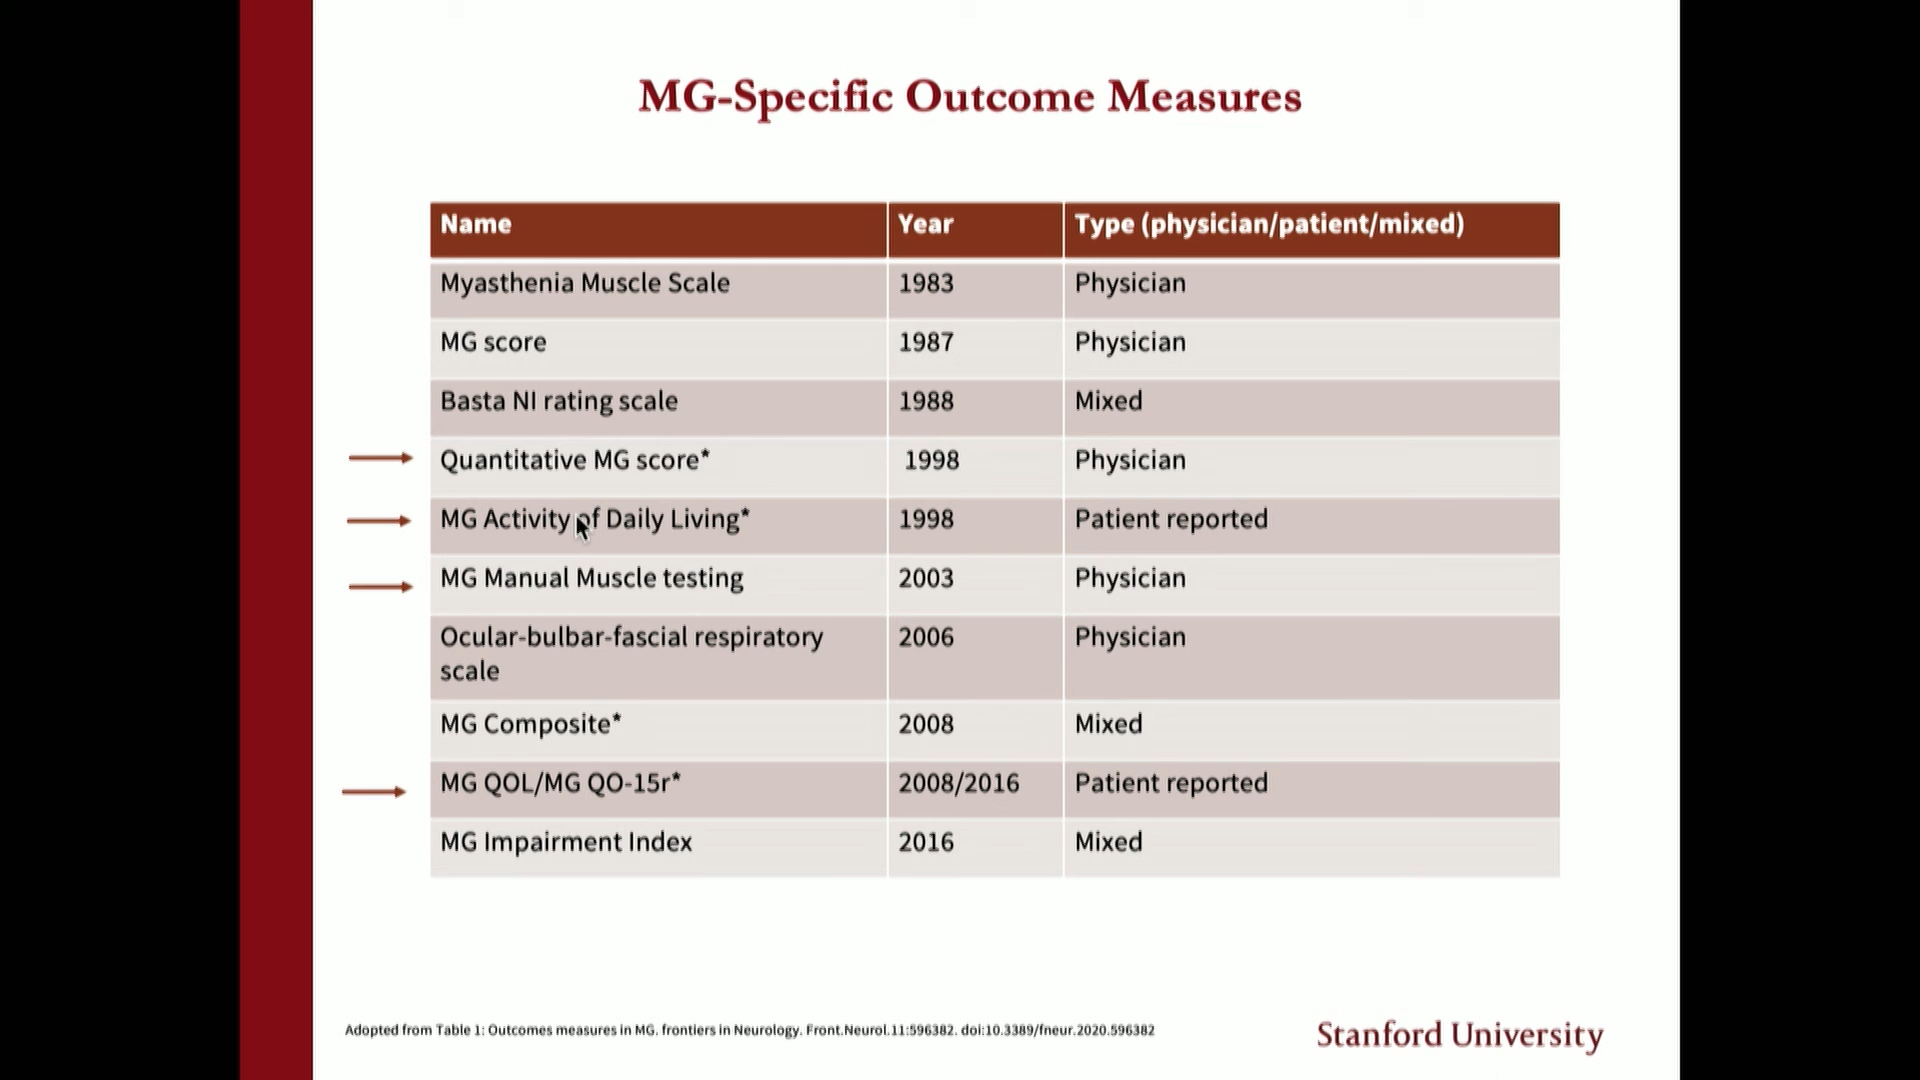 MG-Specific Outcome Measures
Name Year Type (physician/patient/mixed)
Myasthenia Muscle Scale 1983 Physician
MG score 1987 Physician
Basta NI rating scale 1988 Mixed
Quantitative MG score* 1998 Physician
MG Activity of Daily Living* 1998 Patient reported
MG Manual Muscle testing 2003 Physician
Ocular-bulbar-fascial respiratory 2006 Physician
scale
MG Composite* 2008 Mixed
MG QOL/MG QO-15r* 2008/2016 Patient reported
MG Impairment Index 2016 Mixed
Adopted from Table 1: Outcomes measures in MG. frontiers in Neurology. Front.Neurol.11:596382. doi:10.3389/fneur.2020.596382
Stanford University